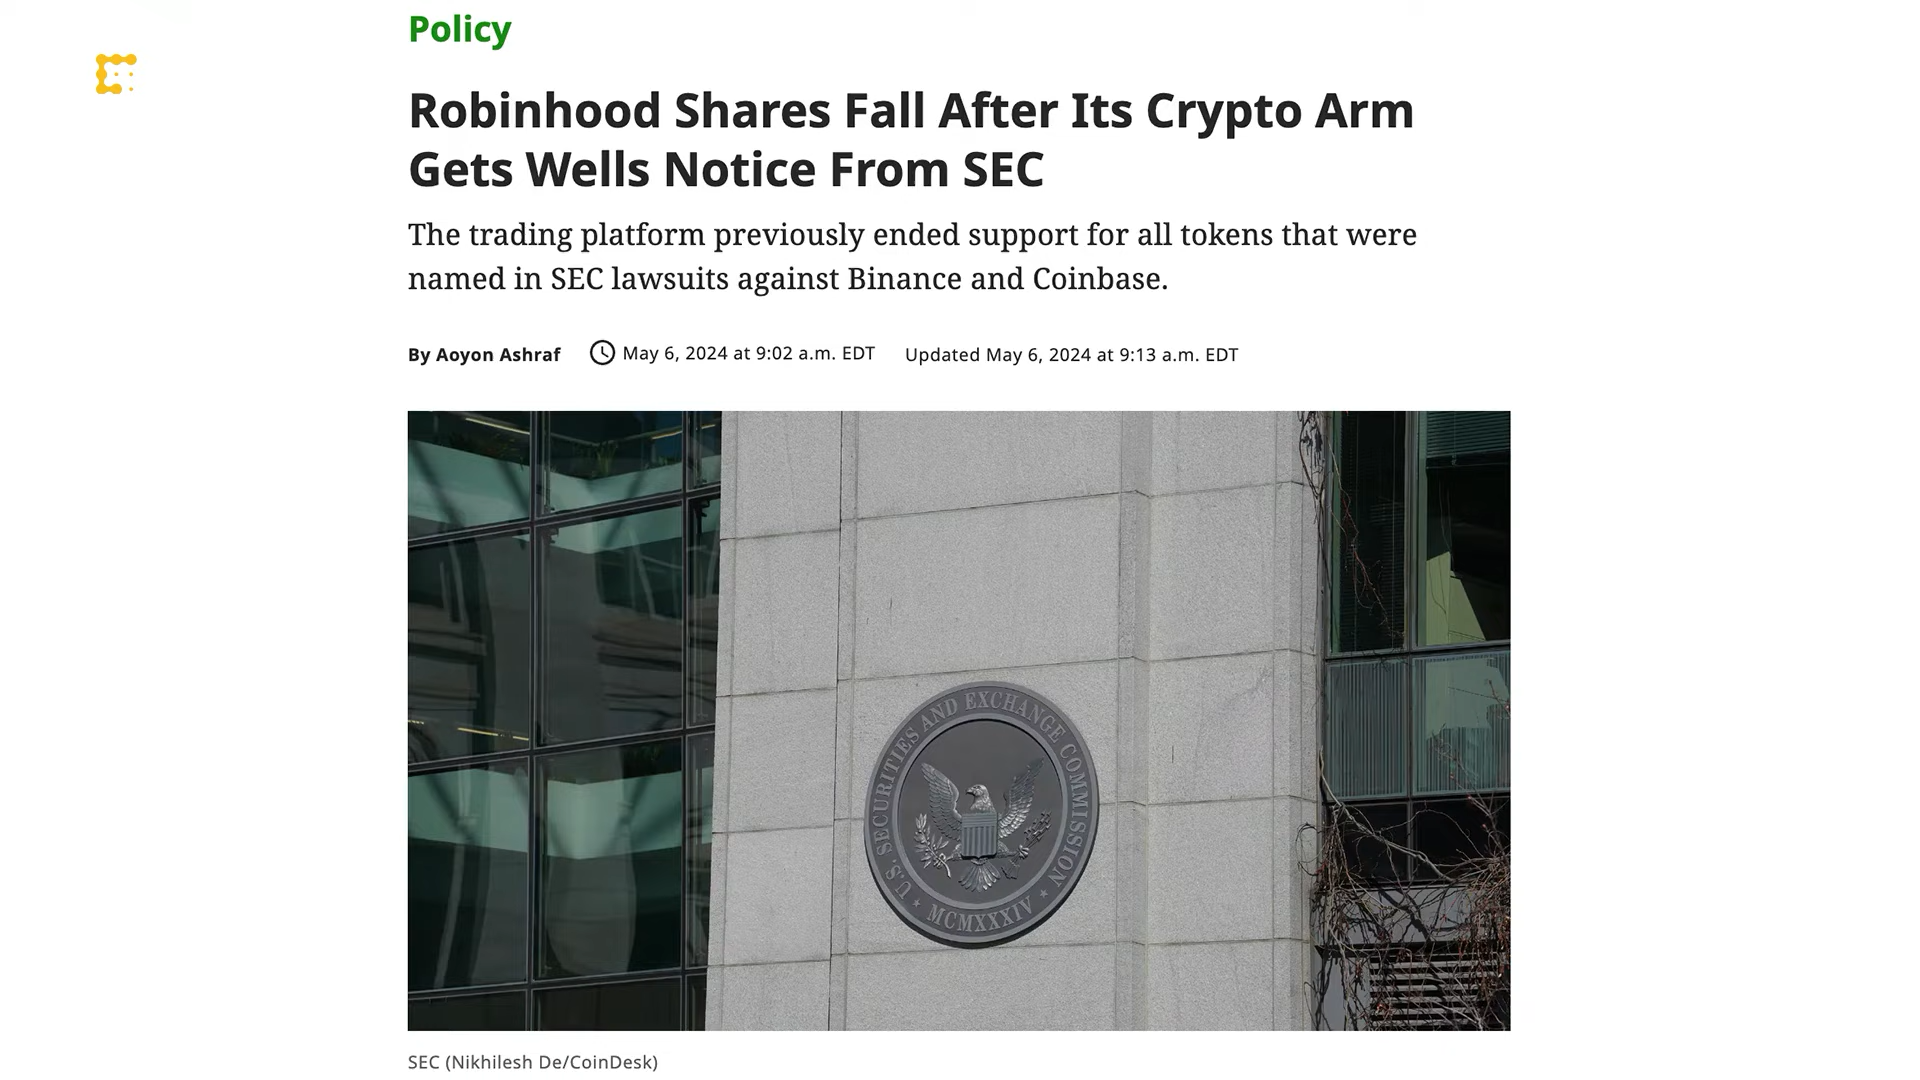 Policy
Robinhood Shares Fall After Its Crypto Arm
Gets Wells Notice From SEC
The trading platform previously ended support for all tokens that were
named in SEC lawsuits against Binance and Coinbase.
By Aoyon Ashraf May 6, 2024 at 9:02 a.m. EDT Updated May 6, 2024 at 9:13 a.m. EDT
U.S. SECURITIES AND EXCHANGE COMMISSION
MCMXXXIV
SEC (Nikhilesh De/CoinDesk)